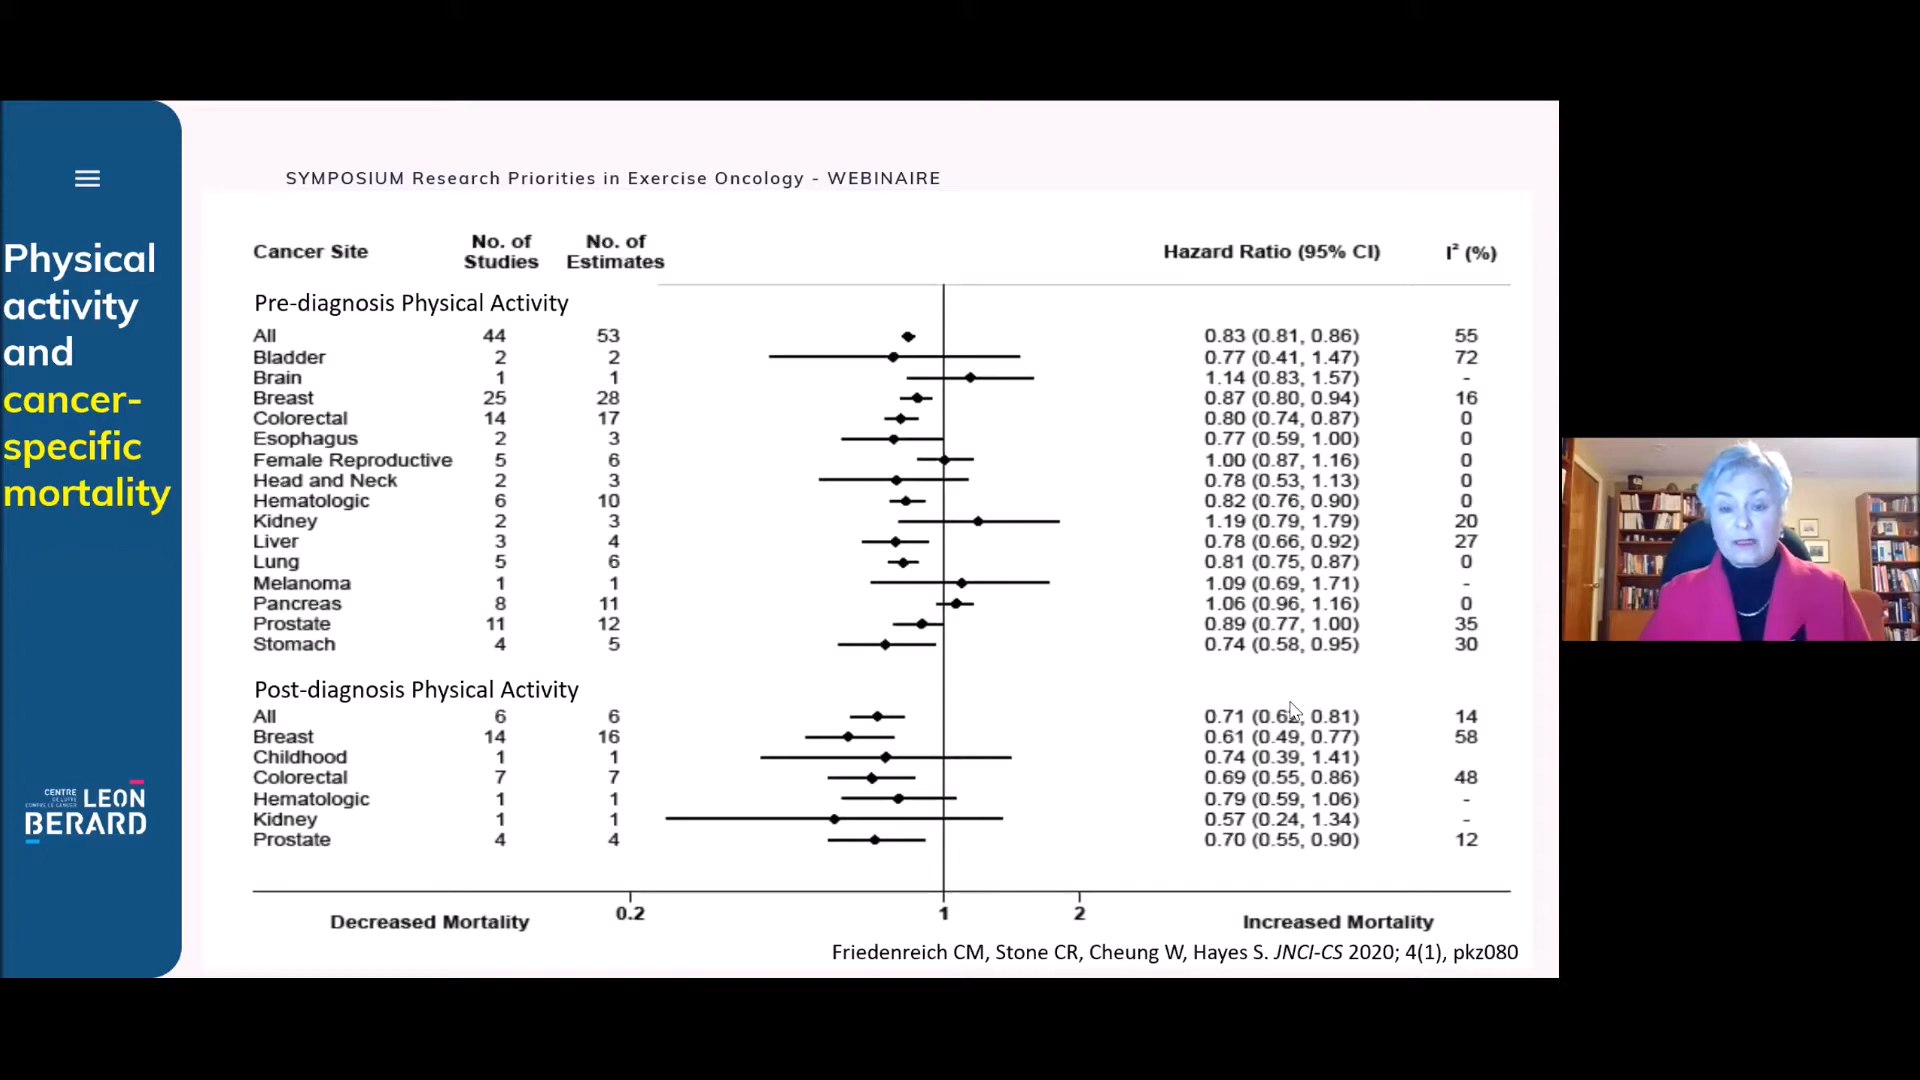 SYMPOSIUM Research Priorities in Exercise Oncology - WEBINAIRE
Physical
activity
and
cancer-
specific
mortality
CENTRE
DE LUTTE
CONTRE LE CANCER
LEON
BERARD
Cancer Site No. of Studies No. of Estimates Hazard Ratio (95% CI) I² (%)
Pre-diagnosis Physical Activity
All 44 53 0.83 (0.81, 0.86) 55
Bladder 2 2 0.77 (0.41, 1.47) 72
Brain 1 1 1.14 (0.83, 1.57) -
Breast 25 28 0.87 (0.80, 0.94) 16
Colorectal 14 17 0.80 (0.74, 0.87) 0
Esophagus 2 3 0.77 (0.59, 1.00) 0
Female Reproductive 5 6 1.00 (0.87, 1.16) 0
Head and Neck 2 3 0.78 (0.53, 1.13) 0
Hematologic 6 10 0.82 (0.76, 0.90) 0
Kidney 2 3 1.19 (0.79, 1.79) 20
Liver 3 4 0.78 (0.66, 0.92) 27
Lung 5 6 0.81 (0.75, 0.87) 0
Melanoma 1 1 1.09 (0.69, 1.71) -
Pancreas 8 11 1.06 (0.96, 1.16) 0
Prostate 11 12 0.89 (0.77, 1.00) 35
Stomach 4 5 0.74 (0.58, 0.95) 30
Post-diagnosis Physical Activity
All 6 6 0.71 0.81) 14
Breast 14 16 0.61 (0.49, 0.77) 58
Childhood 1 1 0.74 (0.39, 1.41)
Colorectal 7 7 0.69 (0.55, 0.86) 48
Hematologic 1 1 0.79 (0.59, 1.06) -
Kidney 1 1 0.57 (0.24, 1.34) -
Prostate 4 4 0.70 (0.55, 0.90) 12
0.2 1 2
Decreased Mortality Increased Mortality
Friedenreich CM, Stone CR, Cheung W, Hayes S. JNCI-CS 2020; 4(1), pkz080